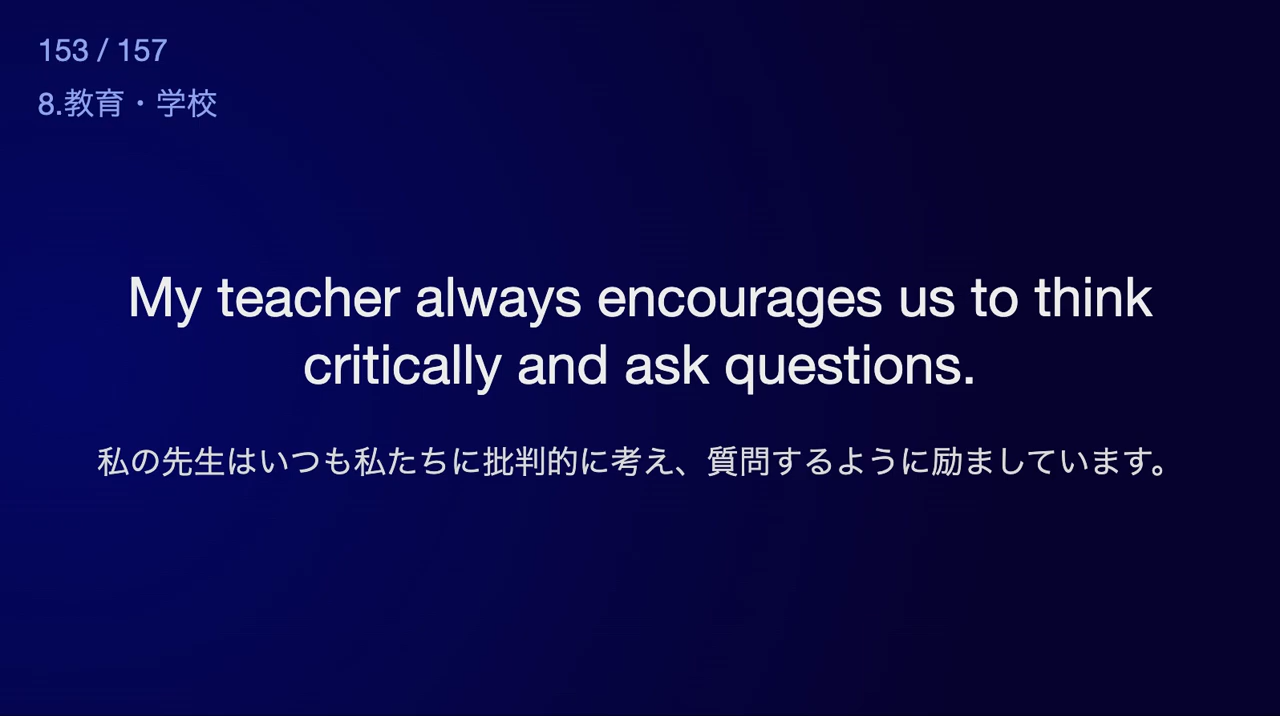 153 / 157
8.教育・学校
My teacher always encourages us to think
critically and ask questions.
私の先生はいつも私たちに批判的に考え、質問するように励ましています。